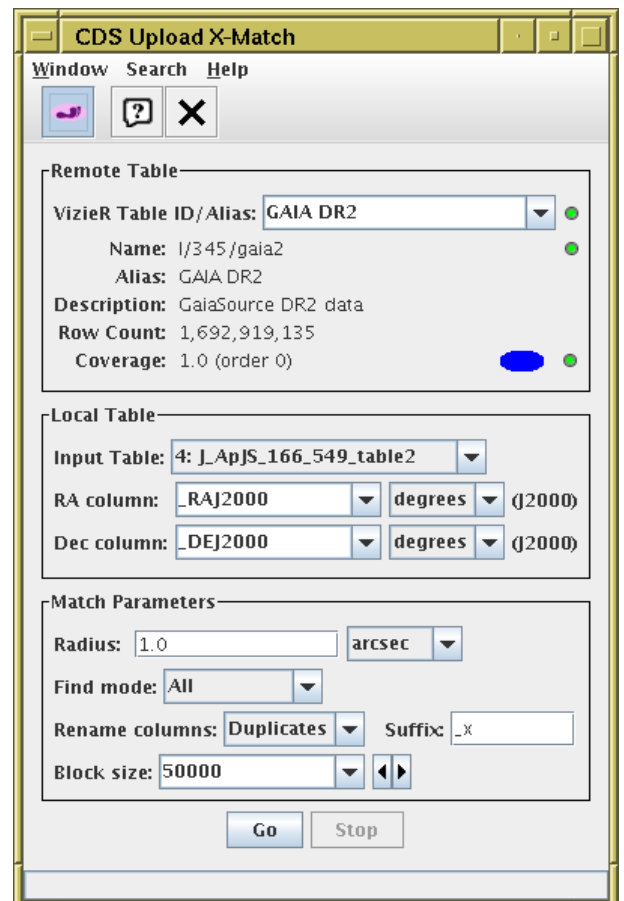 CDS Upload X-Match
Window Search Help
Remote Table
VizieR Table ID/Alias: GAIA DR2
Name: I/345/gaia2
Alias: GAIA DR2
Description: GaiaSource DR2 data
Row Count: 1,692,919,135
Coverage: 1.0 (order 0)
Local Table
Input Table: 4: J_ApJS_166_549_table2
RA column: _RAJ2000 degrees (J2000)
Dec column: _DEJ2000 degrees (J2000)
Match Parameters
Radius: 1.0 arcsec
Find mode: All
Rename columns: Duplicates Suffix: _x
Block size: 50000
Go Stop